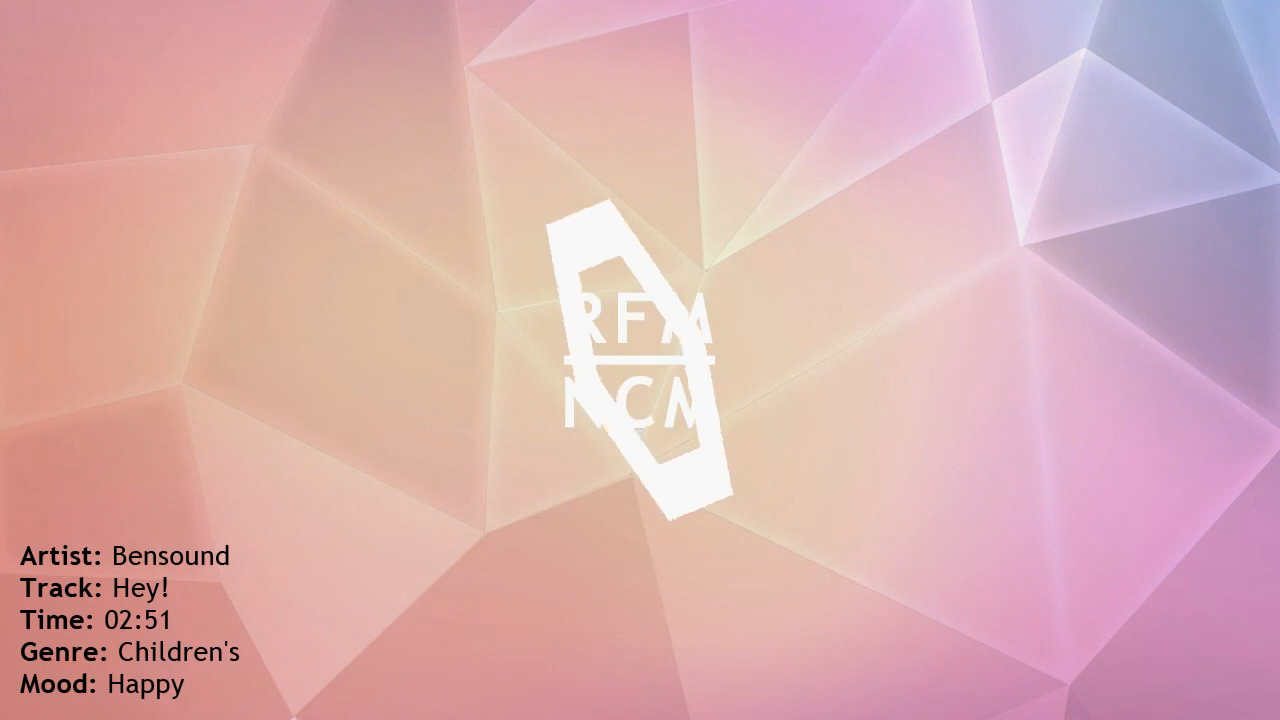 RFM
NCM
Artist: Bensound
Track: Hey!
Time: 02:51
Genre: Children's
Mood: Happy